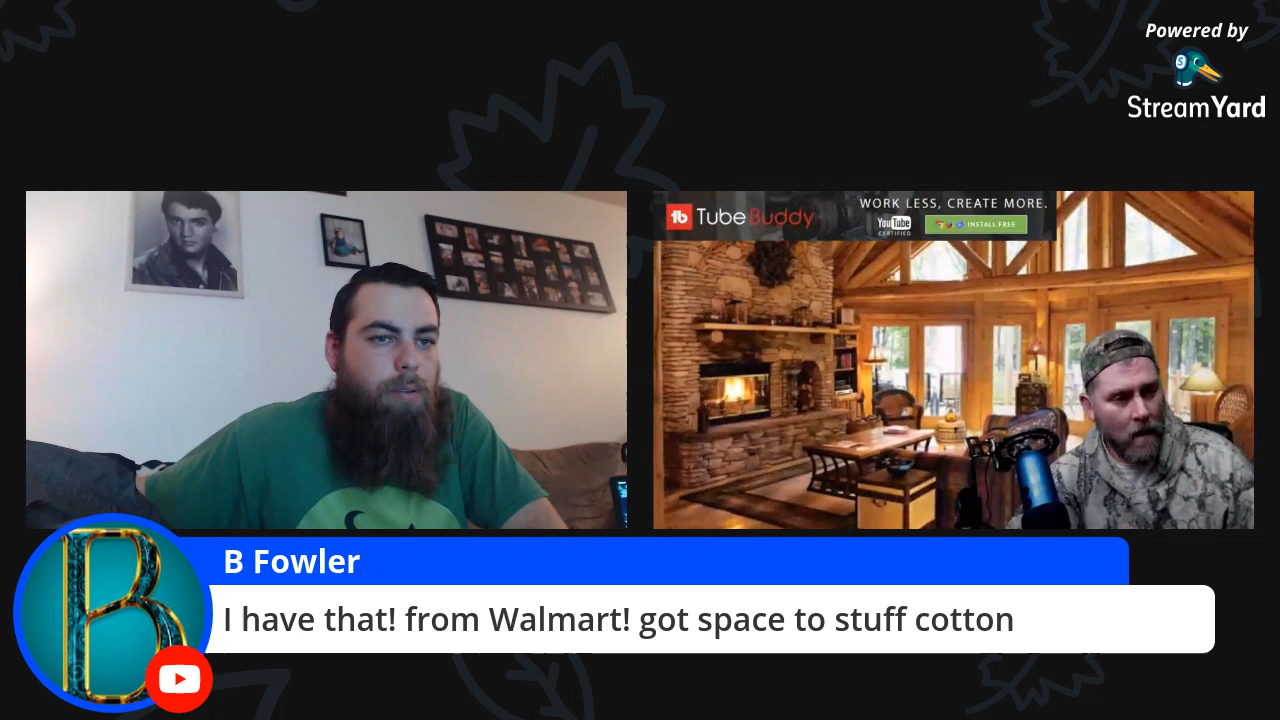 Powered by
StreamYard
TubeBuddy
WORK LESS, CREATE MORE.
YouTube
CERTIFIED
INSTALL FREE
B Fowler
I have that! from Walmart! got space to stuff cotton